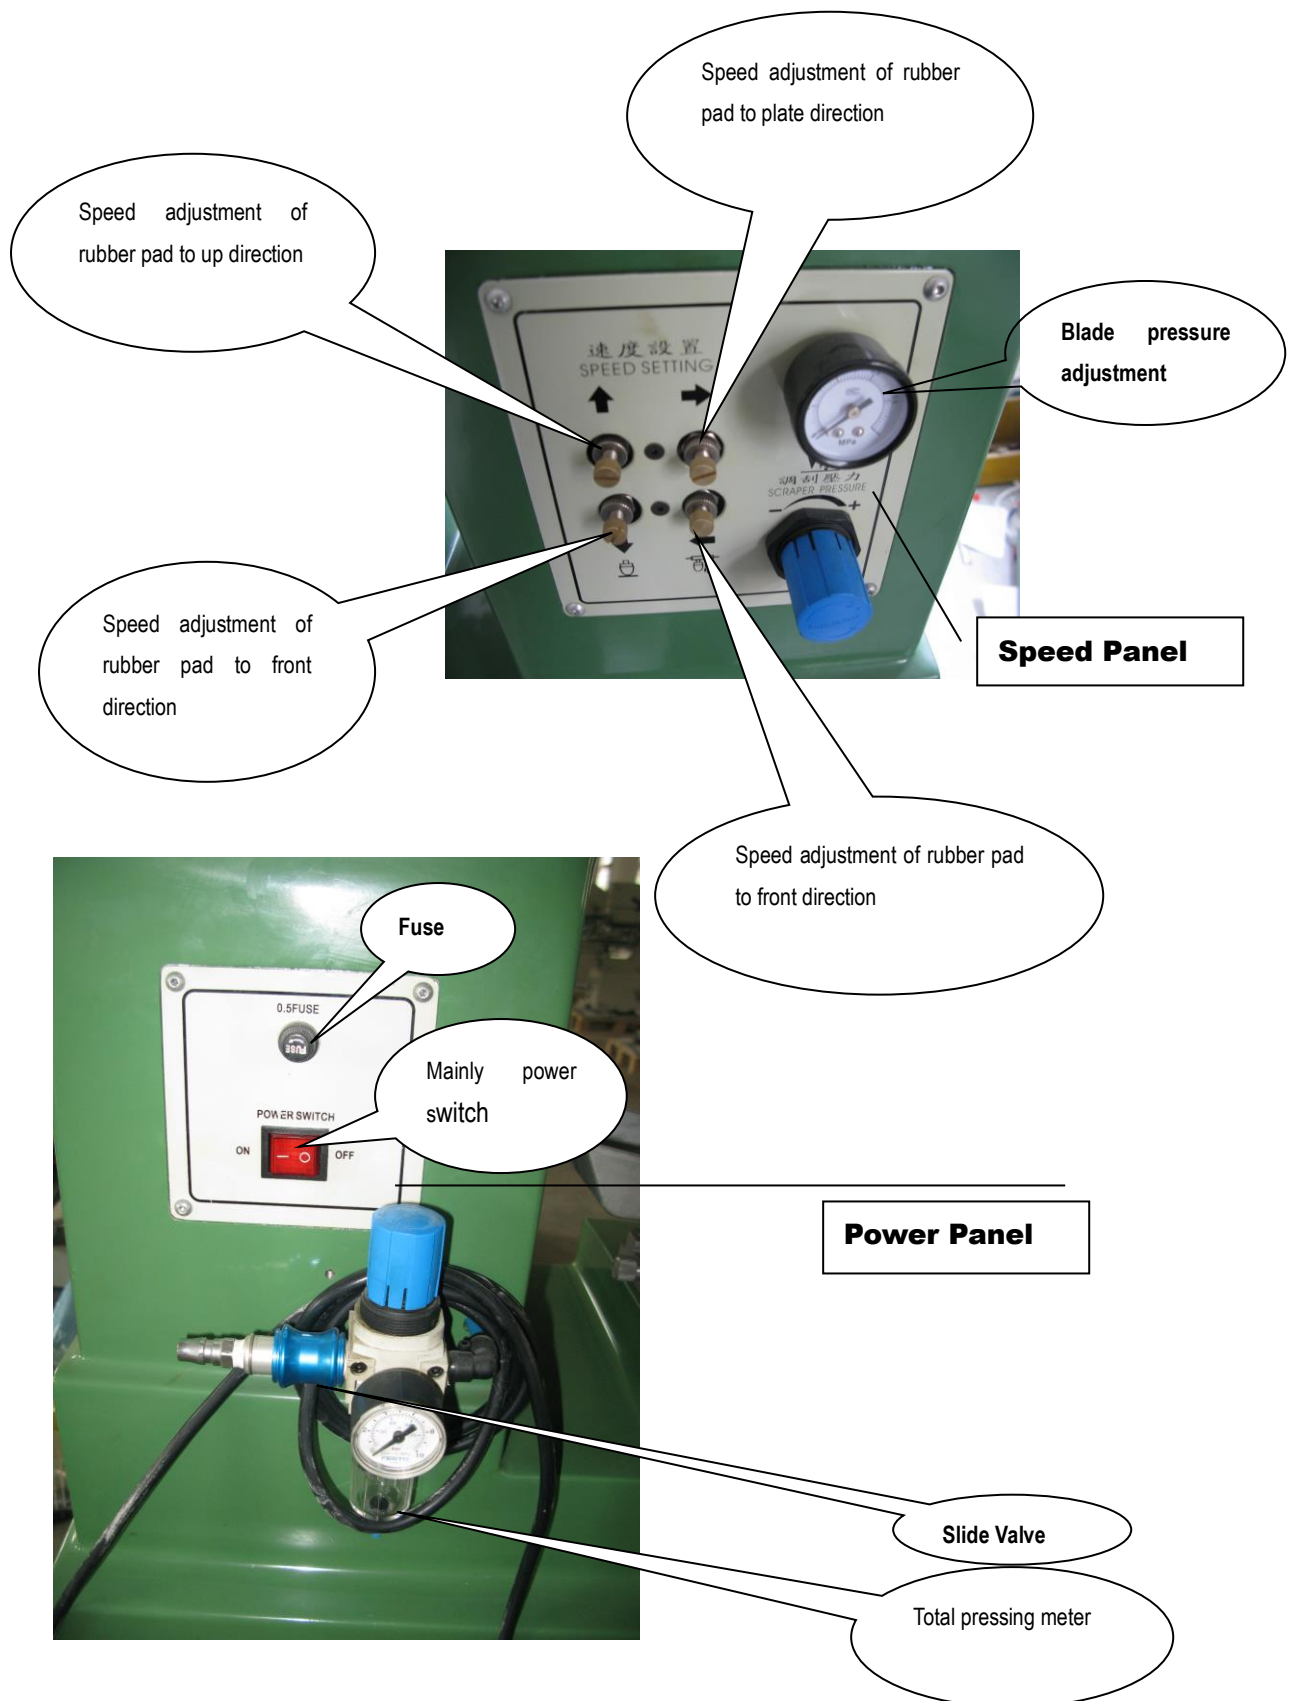 Speed adjustment of rubber
pad to plate direction
Speed adjustment of
rubber pad to up direction
速度設置
SPEED SETTING
Blade pressure
adjustment
MPa
調刮壓力
SCRAPER PRESSURE
- +
Speed adjustment of
rubber pad to front
direction
Speed Panel
Speed adjustment of rubber pad
to front direction
Fuse
0.5FUSE
FUSE
Mainly power
switch
POWER SWITCH
ON OFF
Power Panel
Slide Valve
Total pressing meter